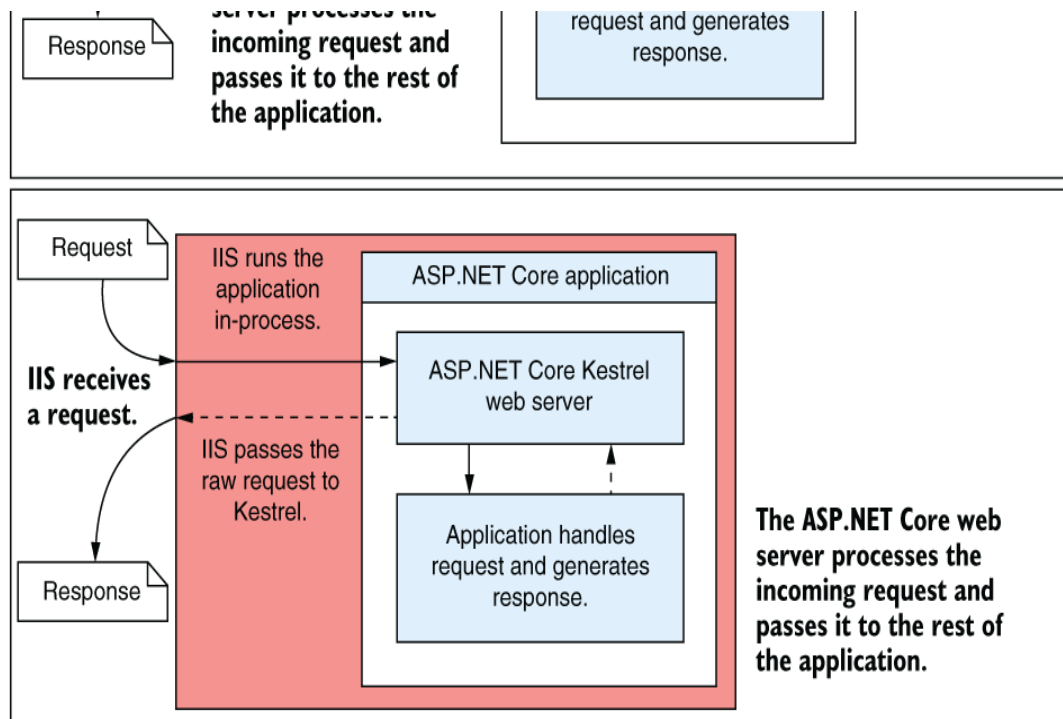 Response
server processes the
incoming request and
passes it to the rest of
the application.
request and generates
response.
Request
IIS runs the
application
in-process.
ASP.NET Core application
ASP.NET Core Kestrel
web server
IIS receives
a request.
IIS passes the
raw request to
Kestrel.
Application handles
request and generates
response.
Response
The ASP.NET Core web
server processes the
incoming request and
passes it to the rest of
the application.